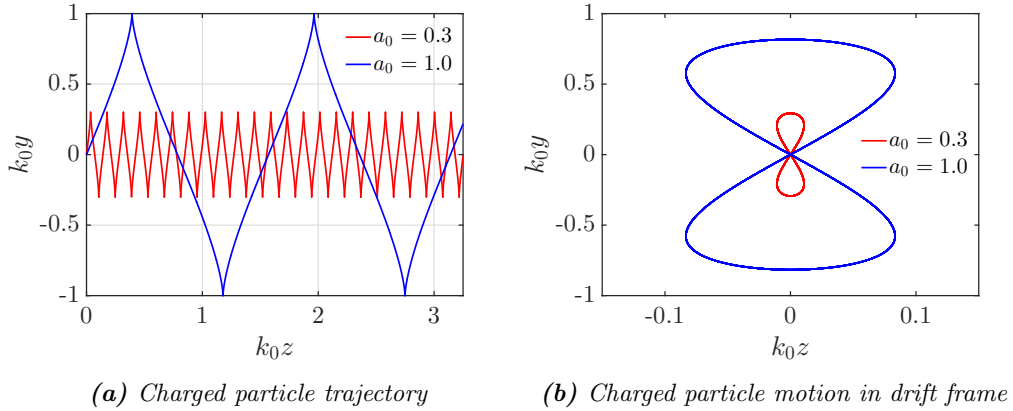 1
0.5
0
-0.5
-1
k₀y
0
1
2
3
k₀z
a₀ = 0.3
a₀ = 1.0
1
0.5
0
-0.5
-1
k₀y
-0.1
0
0.1
k₀z
a₀ = 0.3
a₀ = 1.0
(a) Charged particle trajectory
(b) Charged particle motion in drift frame